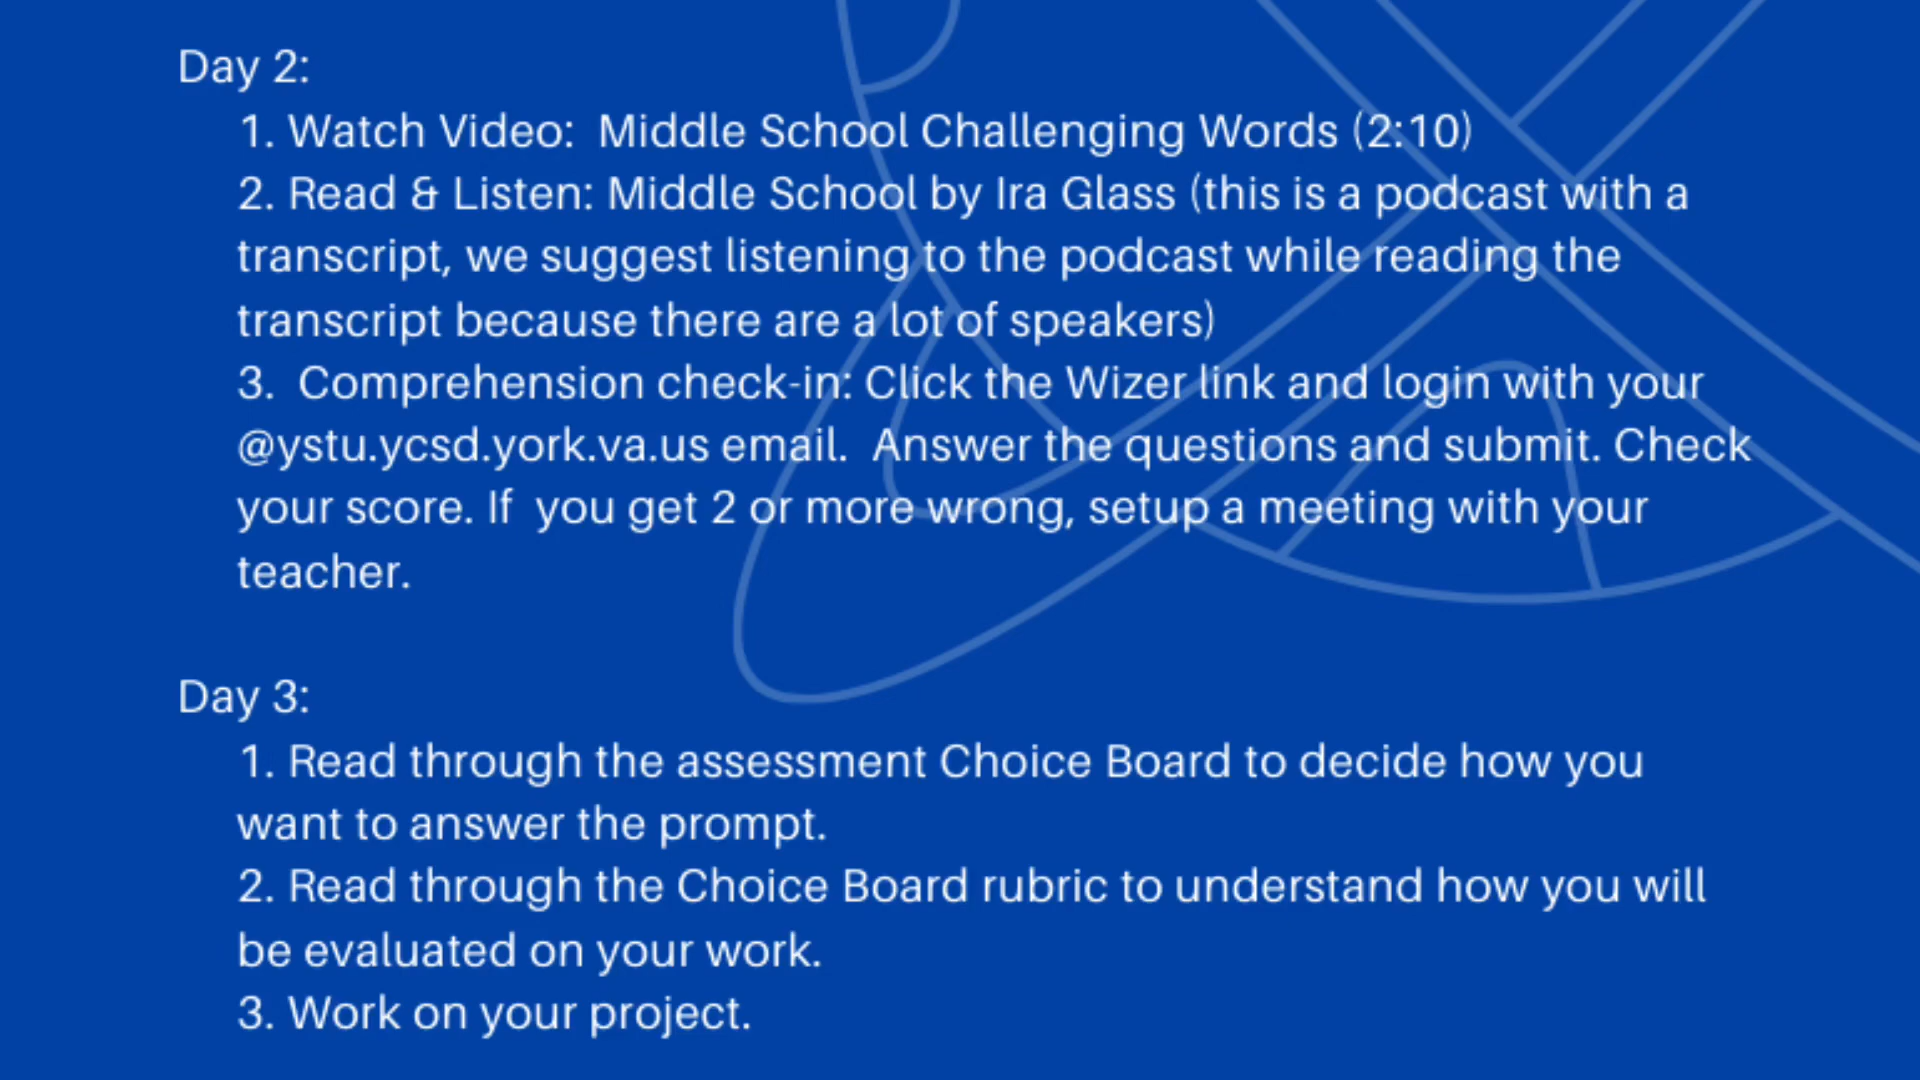 Day 2:
1. Watch Video:  Middle School Challenging Words (2:10)
2. Read & Listen: Middle School by Ira Glass (this is a podcast with a
transcript, we suggest listening to the podcast while reading the
transcript because there are a lot of speakers)
3.  Comprehension check-in: Click the Wizer link and login with your
@ystu.ycsd.york.va.us email.  Answer the questions and submit. Check
your score. If  you get 2 or more wrong, setup a meeting with your
teacher.
Day 3:
1. Read through the assessment Choice Board to decide how you
want to answer the prompt.
2. Read through the Choice Board rubric to understand how you will
be evaluated on your work.
3. Work on your project.